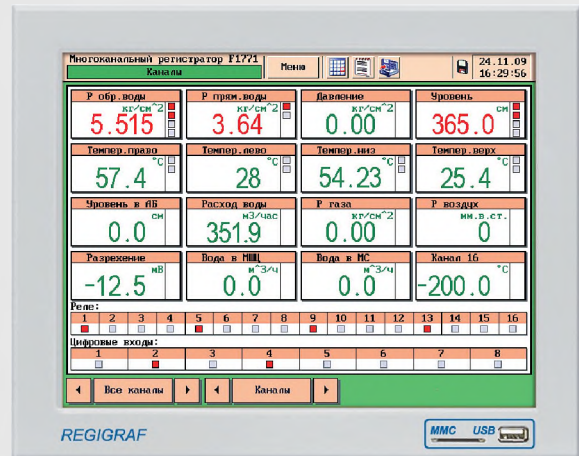 Многоканальный регистратор F1771
Каналы
Меню
24.11.09
16:29:56
Р обр.воды
кг/см^2
5.515
Р прям.воды
кг/см^2
3.64
Давление
кг/см^2
0.00
Уровень
см
365.0
Темпер.право
°C
57.4
Темпер.лево
°C
28
Темпер.низ
°C
54.23
Темпер.верх
°C
25.4
Уровень в АБ
см
0.0
Расход воды
м3/час
351.9
Р газа
кг/см^2
0.00
Р воздух
мм.в.ст.
0
Разрежение
мВ
-12.5
Вода в МШЦ
м^3/ч
0.0
Вода в МС
м^3/ч
0.0
Канал 16
°C
-200.0
Реле:
1 2 3 4 5 6 7 8 9 10 11 12 13 14 15 16
Цифровые входы:
1 2 3 4 5 6 7 8
Все каналы
Каналы
REGIGRAF
MMC USB